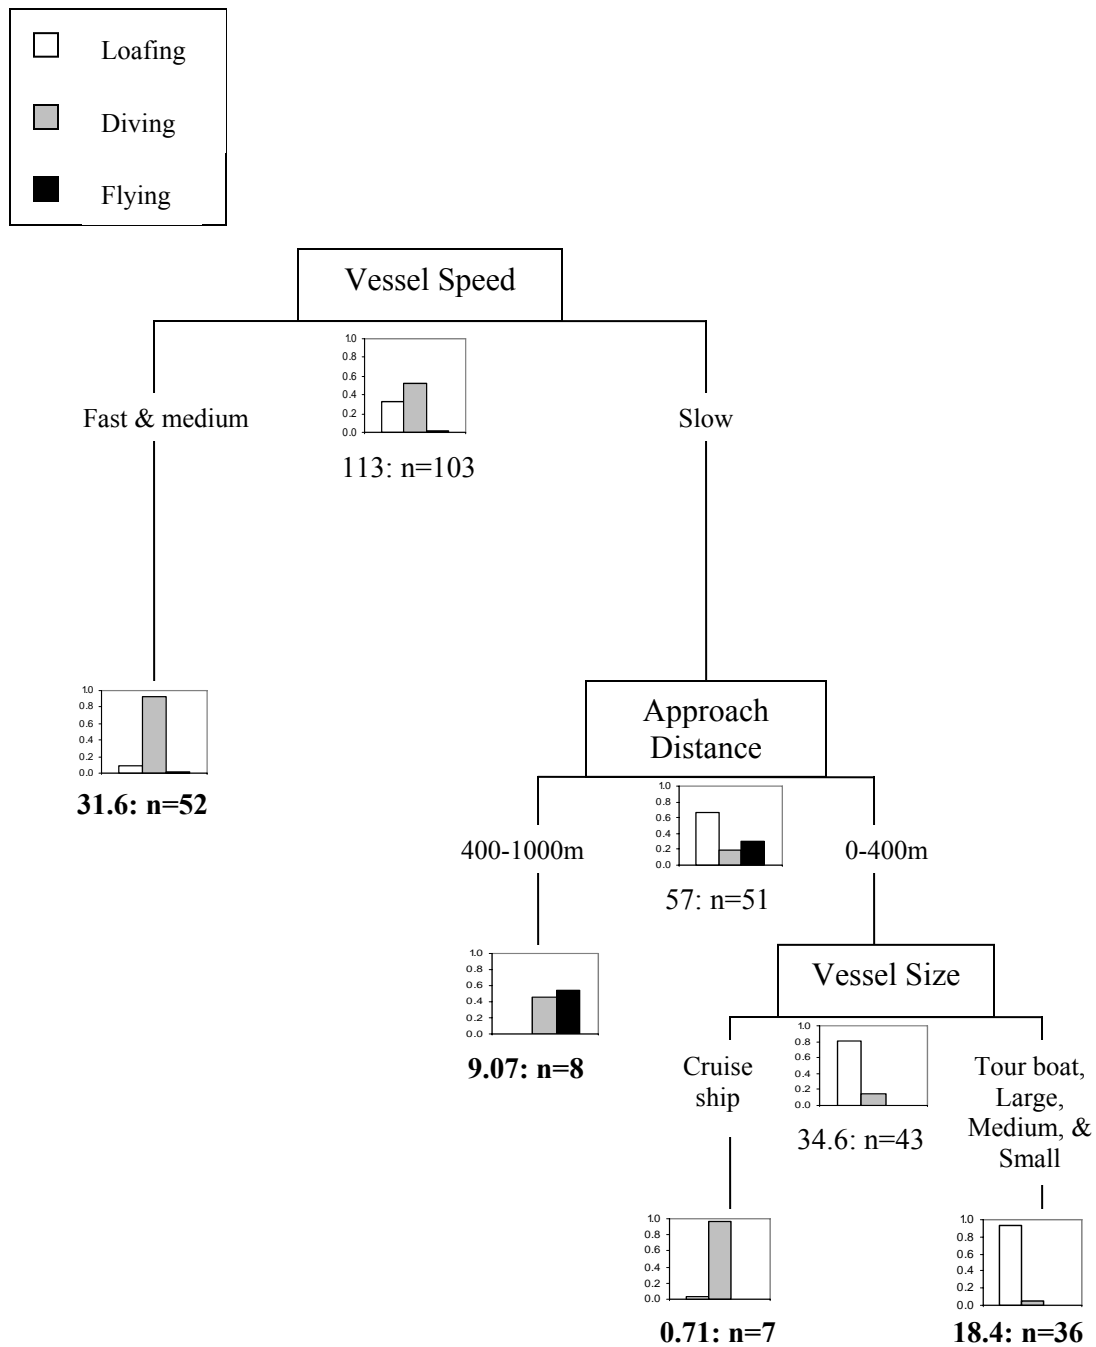 Loafing
Diving
Flying
Vessel Speed
1.0
0.8
0.6
0.4
0.2
0.0
Fast & medium
Slow
113: n=103
1.0
0.8
0.6
0.4
0.2
0.0
31.6: n=52
Approach
Distance
1.0
0.8
0.6
0.4
0.2
0.0
400-1000m
0-400m
57: n=51
1.0
0.8
0.6
0.4
0.2
0.0
9.07: n=8
Vessel Size
1.0
0.8
0.6
0.4
0.2
0.0
Cruise
ship
34.6: n=43
Tour boat,
Large,
Medium, &
Small
1.0
0.8
0.6
0.4
0.2
0.0
0.71: n=7
1.0
0.8
0.6
0.4
0.2
0.0
18.4: n=36